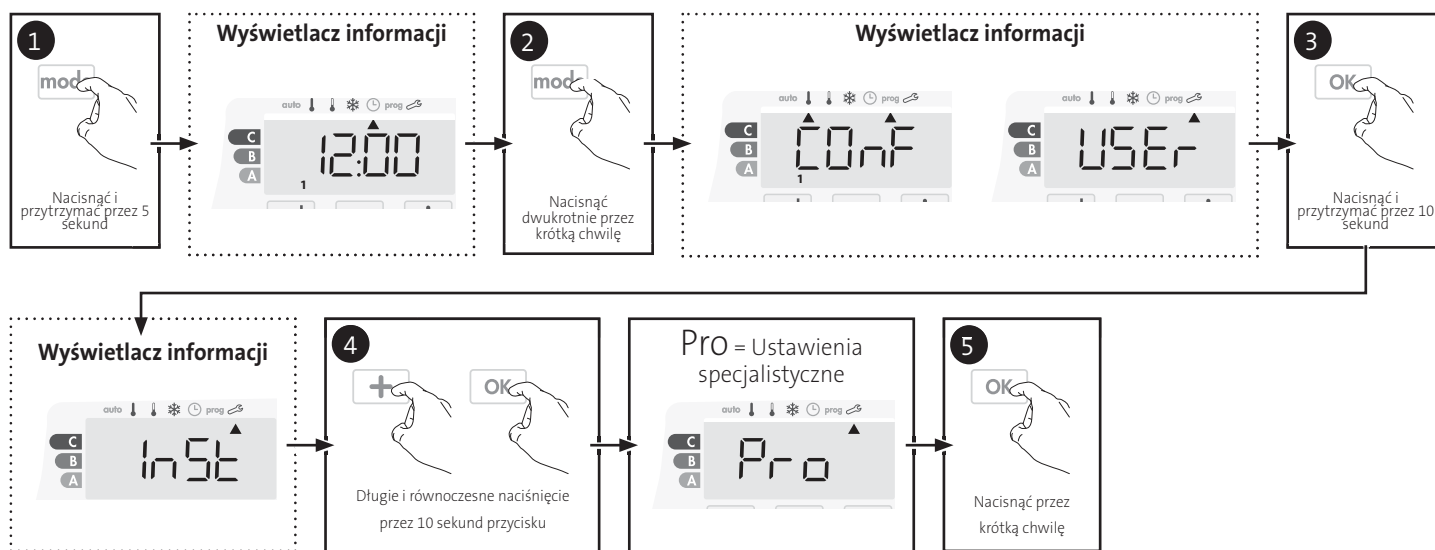 1
mod
Nacisnąć i
przytrzymać przez 5
sekund
Wyświetlacz informacji
auto prog
C
B
A
12:00
1
2
mod
Nacisnąć
dwukrotnie przez
krótką chwilę
Wyświetlacz informacji
auto prog
C
B
A
COnF
1
auto prog
C
B
A
USEr
3
OK
Nacisnąć i
przytrzymać przez 10
sekund
Wyświetlacz informacji
auto prog
C
B
A
InSt
4
+ OK
Długie i równoczesne naciśnięcie
przez 10 sekund przycisku
Pro = Ustawienia
specjalistyczne
auto prog
C
B
A
Pro
5
OK
Nacisnąć przez
krótką chwilę